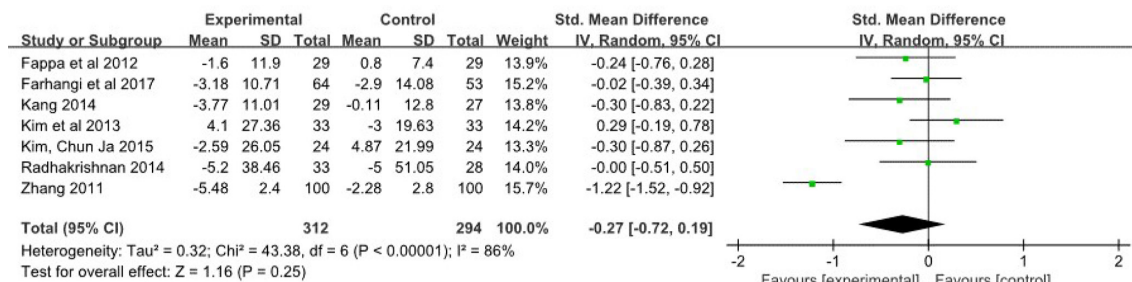 Experimental Control Std. Mean Difference Std. Mean Difference
Study or Subgroup Mean SD Total Mean SD Total Weight IV, Random, 95% CI IV, Random, 95% CI
Fappa et al 2012 -1.6 11.9 29 0.8 7.4 29 13.9% -0.24 [-0.76, 0.28]
Farhangi et al 2017 -3.18 10.71 64 -2.9 14.08 53 15.2% -0.02 [-0.39, 0.34]
Kang 2014 -3.77 11.01 29 -0.11 12.8 27 13.8% -0.30 [-0.83, 0.22]
Kim et al 2013 4.1 27.36 33 -3 19.63 33 14.2% 0.29 [-0.19, 0.78]
Kim, Chun Ja 2015 -2.59 26.05 24 4.87 21.99 24 13.3% -0.30 [-0.87, 0.26]
Radhakrishnan 2014 -5.2 38.46 33 -5 51.05 28 14.0% -0.00 [-0.51, 0.50]
Zhang 2011 -5.48 2.4 100 -2.28 2.8 100 15.7% -1.22 [-1.52, -0.92]
Total (95% CI) 312 294 100.0% -0.27 [-0.72, 0.19]
Heterogeneity: Tau² = 0.32; Chi² = 43.38, df = 6 (P < 0.00001); I² = 86%
Test for overall effect: Z = 1.16 (P = 0.25)
-2 -1 0 1 2
Favours [experimental] Favours [control]